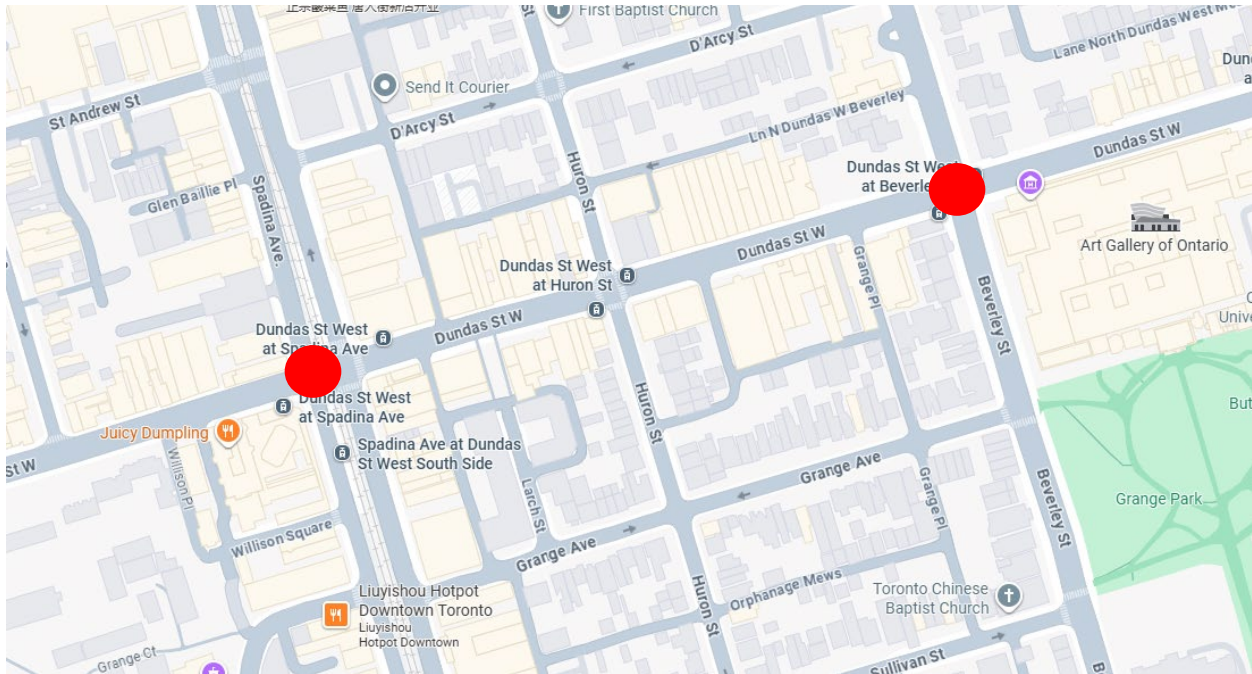 First Baptist Church
D'Arcy St
Lane North Dundas West
Send It Courier
St Andrew St
D'Arcy St
Ln N Dundas W Beverley
Dundas St W
Huron St
Spadina Ave.
Glen Baillie Pl
Dundas St West
at
Art Gallery of Ontario
Dundas St W
Grange Pl
Dundas St West
at Huron St
Beverley St
Dundas St W
Dundas St West
at Spadina Ave
Dundas St West
at Spadina Ave
Juicy Dumpling
Spadina Ave at Dundas
St West South Side
Huron St
St W
Willison Pl
Grange Ave
Grange Pl
Beverley St
Grange Park
Larch St
Willison Square
Grange Ave
Liuyishou Hotpot
Downtown Toronto
Liuyishou
Hotpot Downtown
Huron St
Orphanage Mews
Toronto Chinese
Baptist Church
Grange Ct
Sullivan St